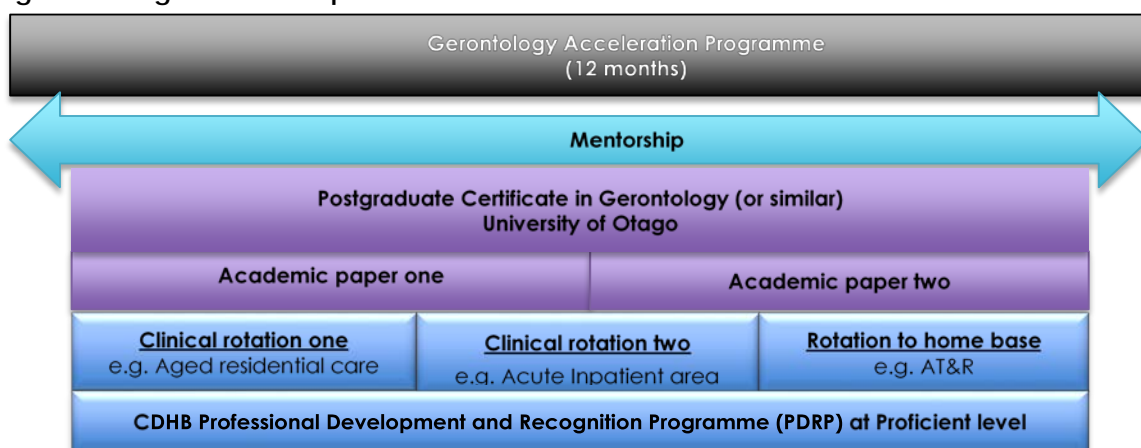 Gerontology Acceleration Programme
(12 months)
Mentorship
Postgraduate Certificate in Gerontology (or similar)
University of Otago
Academic paper one
Academic paper two
Clinical rotation one
e.g. Aged residential care
Clinical rotation two
e.g. Acute Inpatient area
Rotation to home base
e.g. AT&R
CDHB Professional Development and Recognition Programme (PDRP) at Proficient level